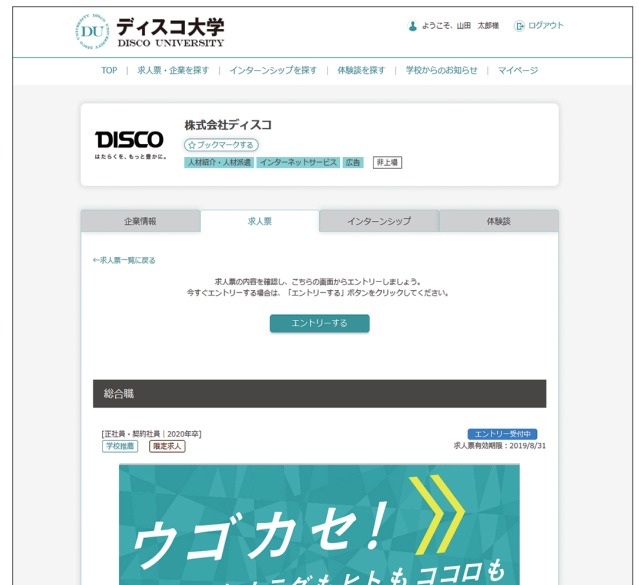 DU ディスコ大学
DISCO UNIVERSITY
ようこそ、山田 太郎様 ログアウト
TOP | 求人票・企業を探す | インターンシップを探す | 体験談を探す | 学校からのお知らせ | マイページ
DISCO
はたらくを、もっと豊かに。
株式会社ディスコ
☆ブックマークする
人材紹介・人材派遣 インターネットサービス 広告 非上場
企業情報 求人票 インターンシップ 体験談
←求人票一覧に戻る
求人票の内容を確認し、こちらの画面からエントリーしましょう。
今すぐエントリーする場合は、「エントリーする」ボタンをクリックしてください。
エントリーする
総合職
[正社員・契約社員 | 2020年卒] エントリー受付中
学校推薦 限定求人 求人票有効期限:2019/8/31
ウゴカセ!
ヒトも ココロも